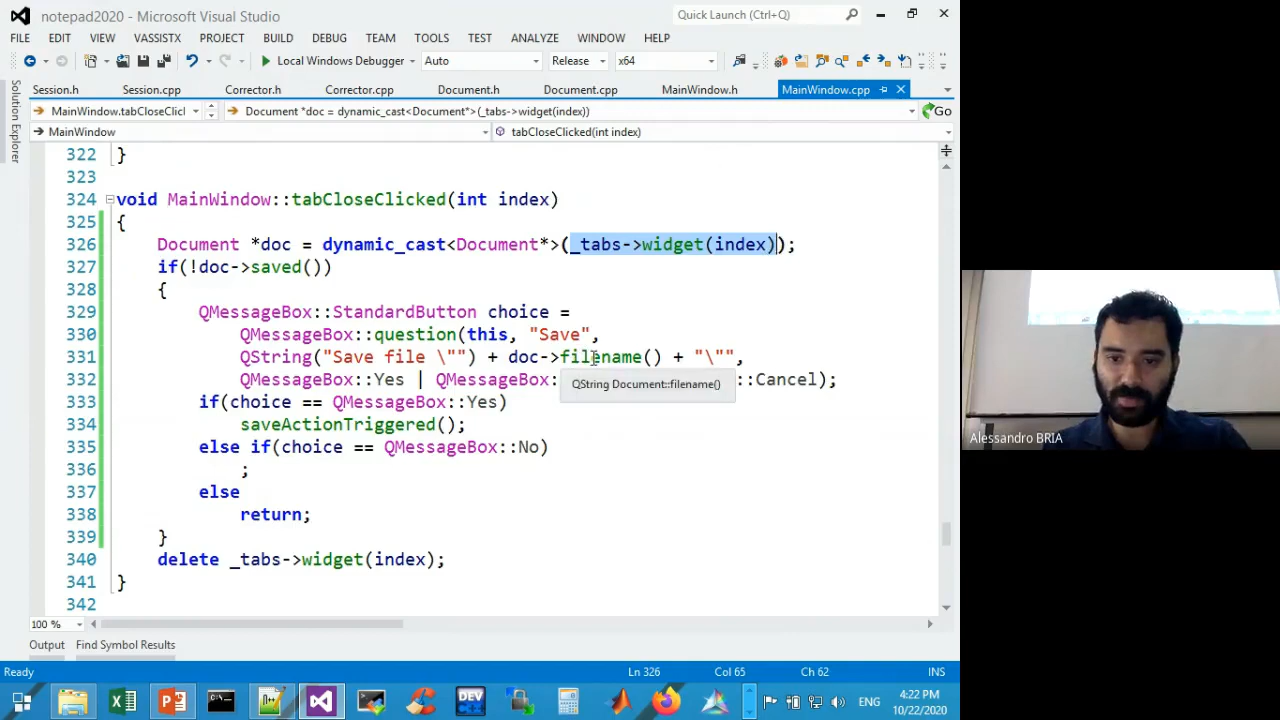 notepad2020 - Microsoft Visual Studio
Quick Launch (Ctrl+Q)
FILE EDIT VIEW VASSISTX PROJECT BUILD DEBUG TEAM TOOLS TEST ANALYZE WINDOW HELP
Local Windows Debugger Auto Release x64
Solution Explorer
Session.h Session.cpp Corrector.h Corrector.cpp Document.h Document.cpp MainWindow.h MainWindow.cpp
MainWindow.tabCloseClicl Document *doc = dynamic_cast<Document*>(_tabs->widget(index)) Go
MainWindow tabCloseClicked(int index)
322 }
323
324 void MainWindow::tabCloseClicked(int index)
325 {
326 Document *doc = dynamic_cast<Document*>(_tabs->widget(index));
327 if(!doc->saved())
328 {
329 QMessageBox::StandardButton choice =
330 QMessageBox::question(this, "Save",
331 QString("Save file \"") + doc->filename() + "\"",
332 QMessageBox::Yes | QMessageBox: ::Cancel);
QString Document::filename()
333 if(choice == QMessageBox::Yes)
334 saveActionTriggered();
335 else if(choice == QMessageBox::No)
336 ;
337 else
338 return;
339 }
340 delete _tabs->widget(index);
341 }
342
100 %
Output Find Symbol Results
Ready Ln 326 Col 65 Ch 62 INS
DEV
ENG
4:22 PM
10/22/2020
Alessandro BRIA